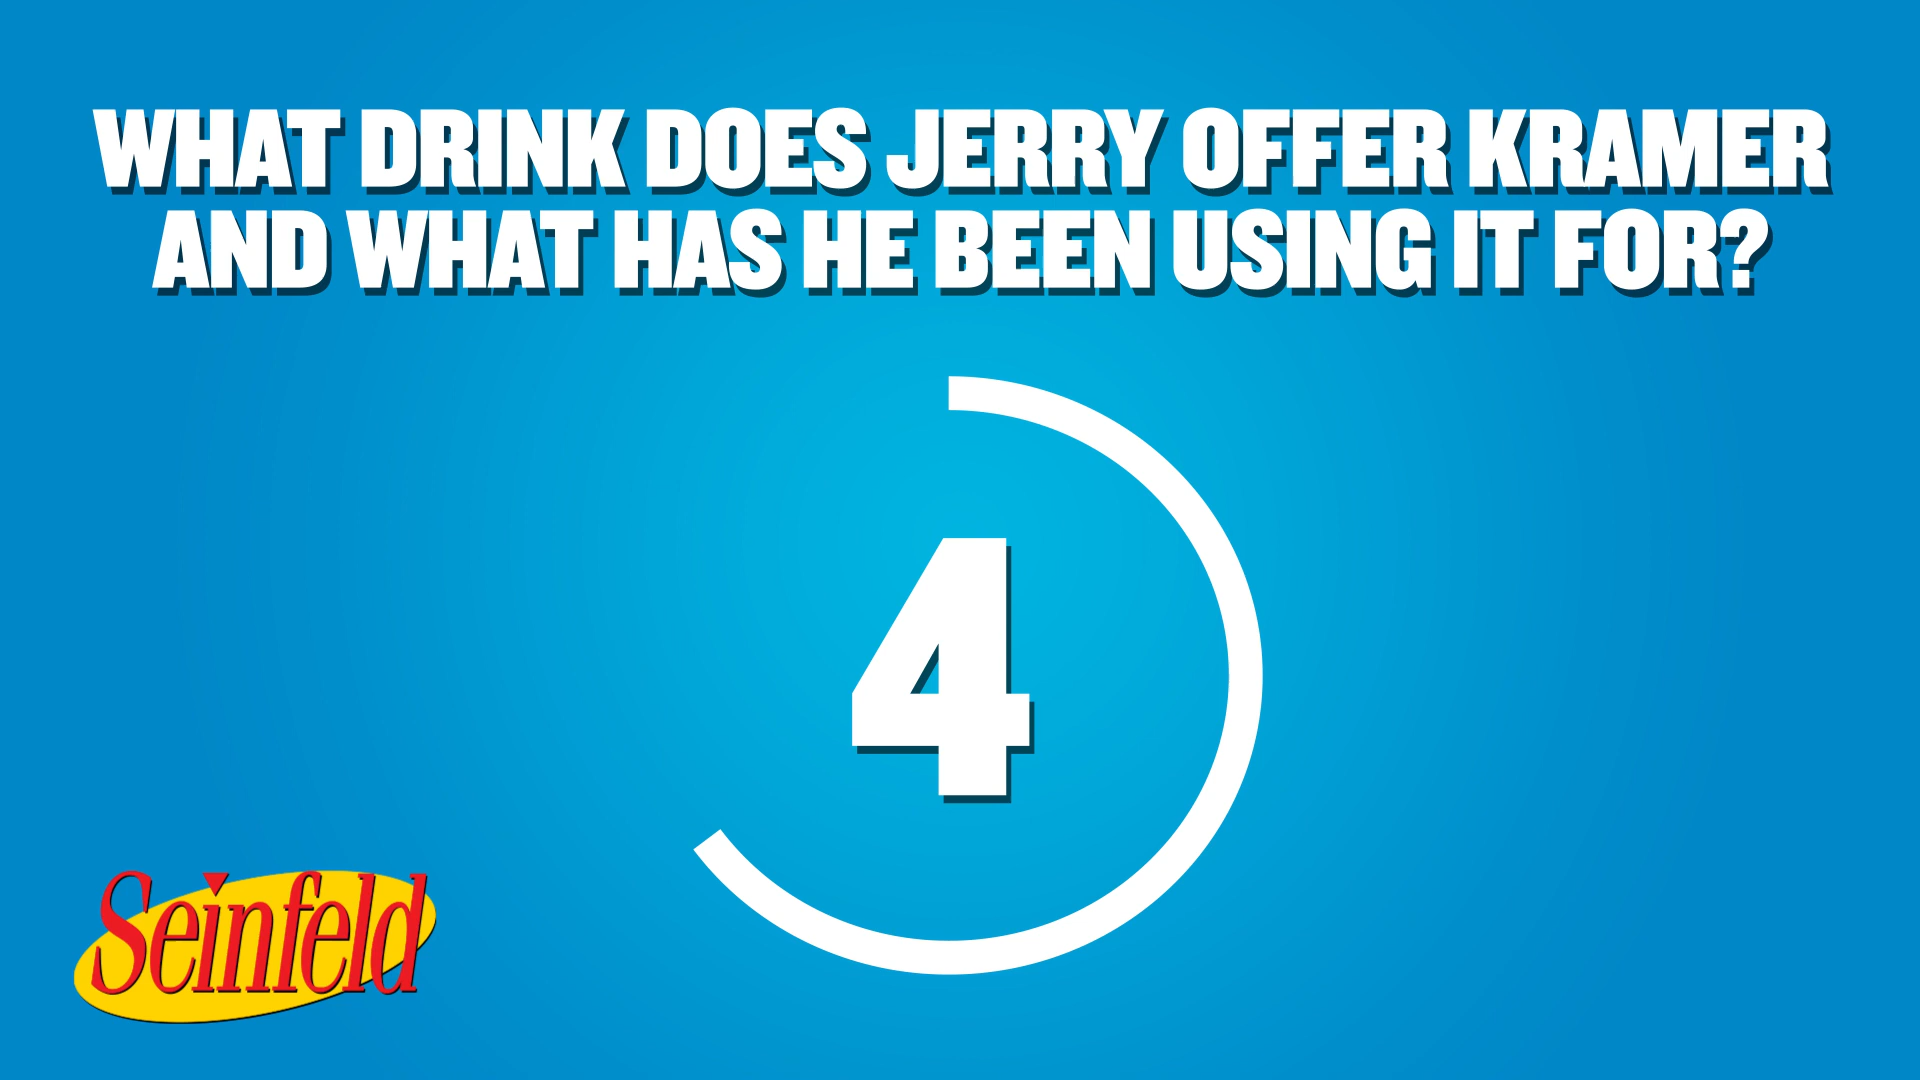 WHAT DRINK DOES JERRY OFFER KRAMER
AND WHAT HAS HE BEEN USING IT FOR?
4
Seinfeld